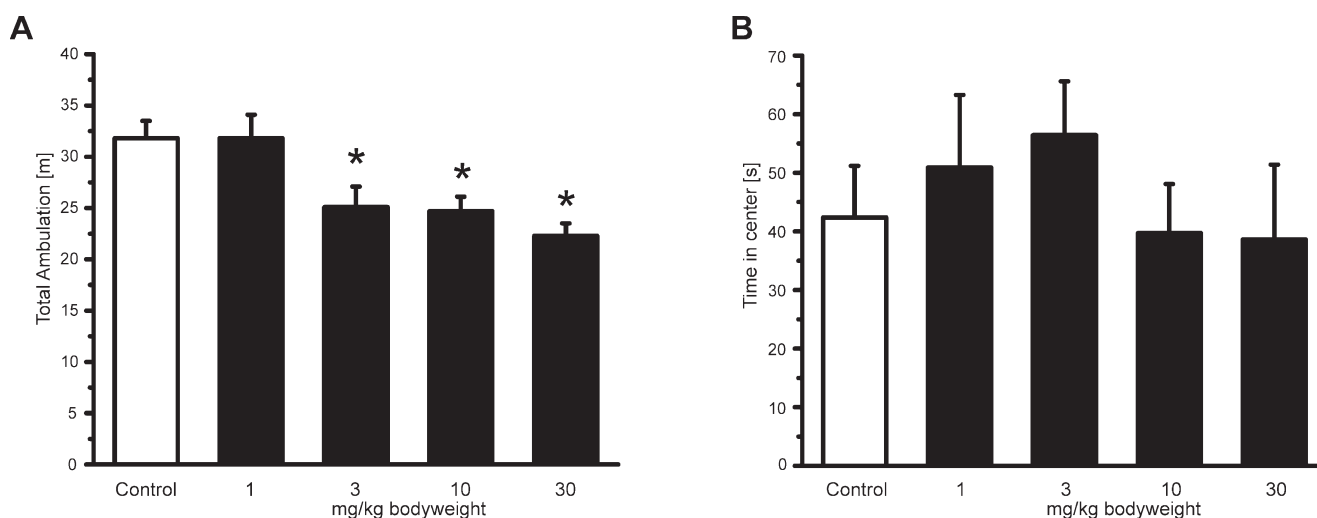 A
Total Ambulation [m]
40
35
30
25
20
15
10
5
0
* * *
Control 1 3 10 30
mg/kg bodyweight
B
Time in center [s]
70
60
50
40
30
20
10
0
Control 1 3 10 30
mg/kg bodyweight